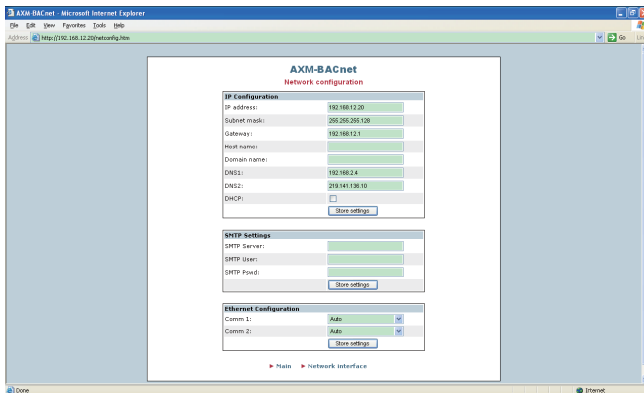 AXM-BACnet - Microsoft Internet Explorer
File Edit View Favorites Tools Help
Address http://192.168.12.20/netconfig.htm Go
AXM-BACnet
Network configuration
IP Configuration
IP address: 192.168.12.20
Subnet mask: 255.255.255.128
Gateway: 192.168.12.1
Host name:
Domain name:
DNS1: 192.168.2.4
DNS2: 219.141.136.10
DHCP:
Store settings
SMTP Settings
SMTP Server:
SMTP User:
SMTP Pswd:
Store settings
Ethernet Configuration
Comm 1: Auto
Comm 2: Auto
Store settings
Main Network interface
Done Internet